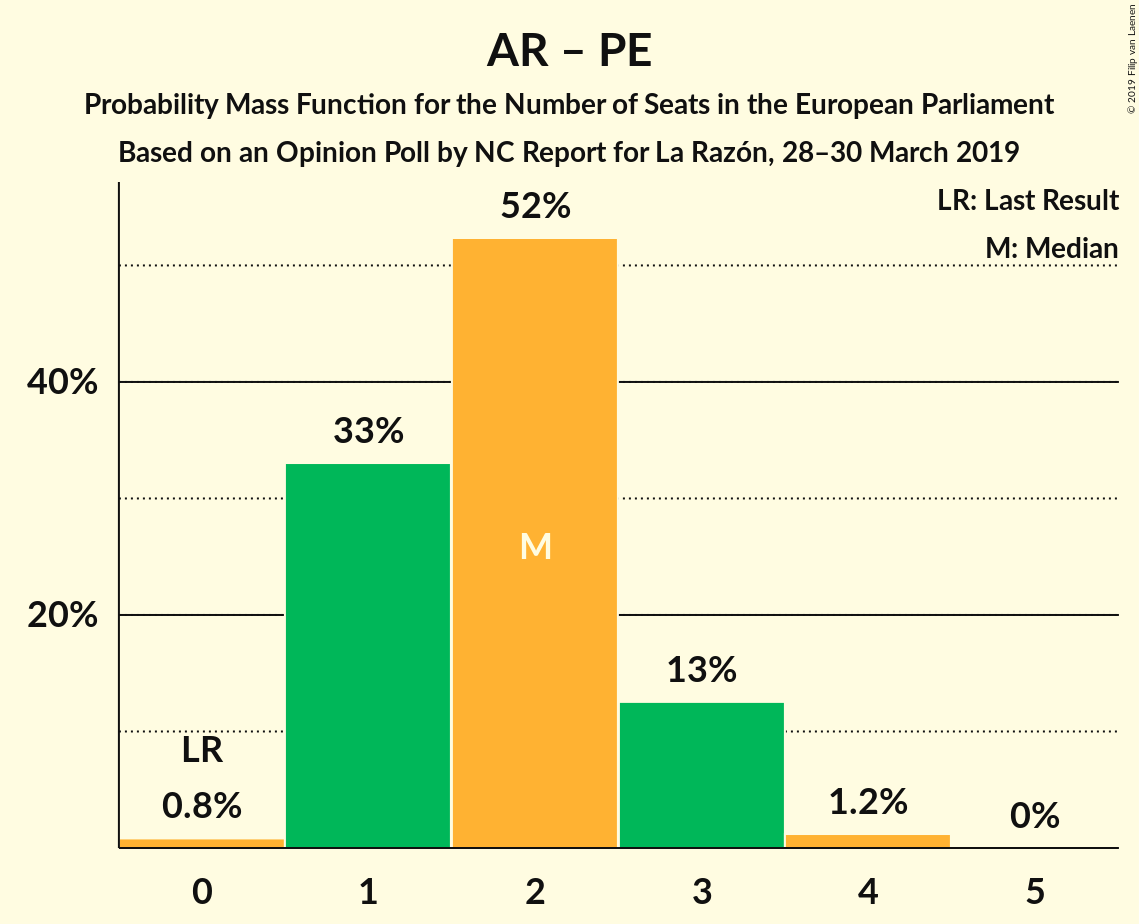 AR – PE
Probability Mass Function for the Number of Seats in the European Parliament
Based on an Opinion Poll by NC Report for La Razón, 28–30 March 2019
© 2019 Filip van Laenen
LR: Last Result
M: Median
52%
40%
33%
M
20%
13%
LR
0.8%
1.2%
0%
0 1 2 3 4 5